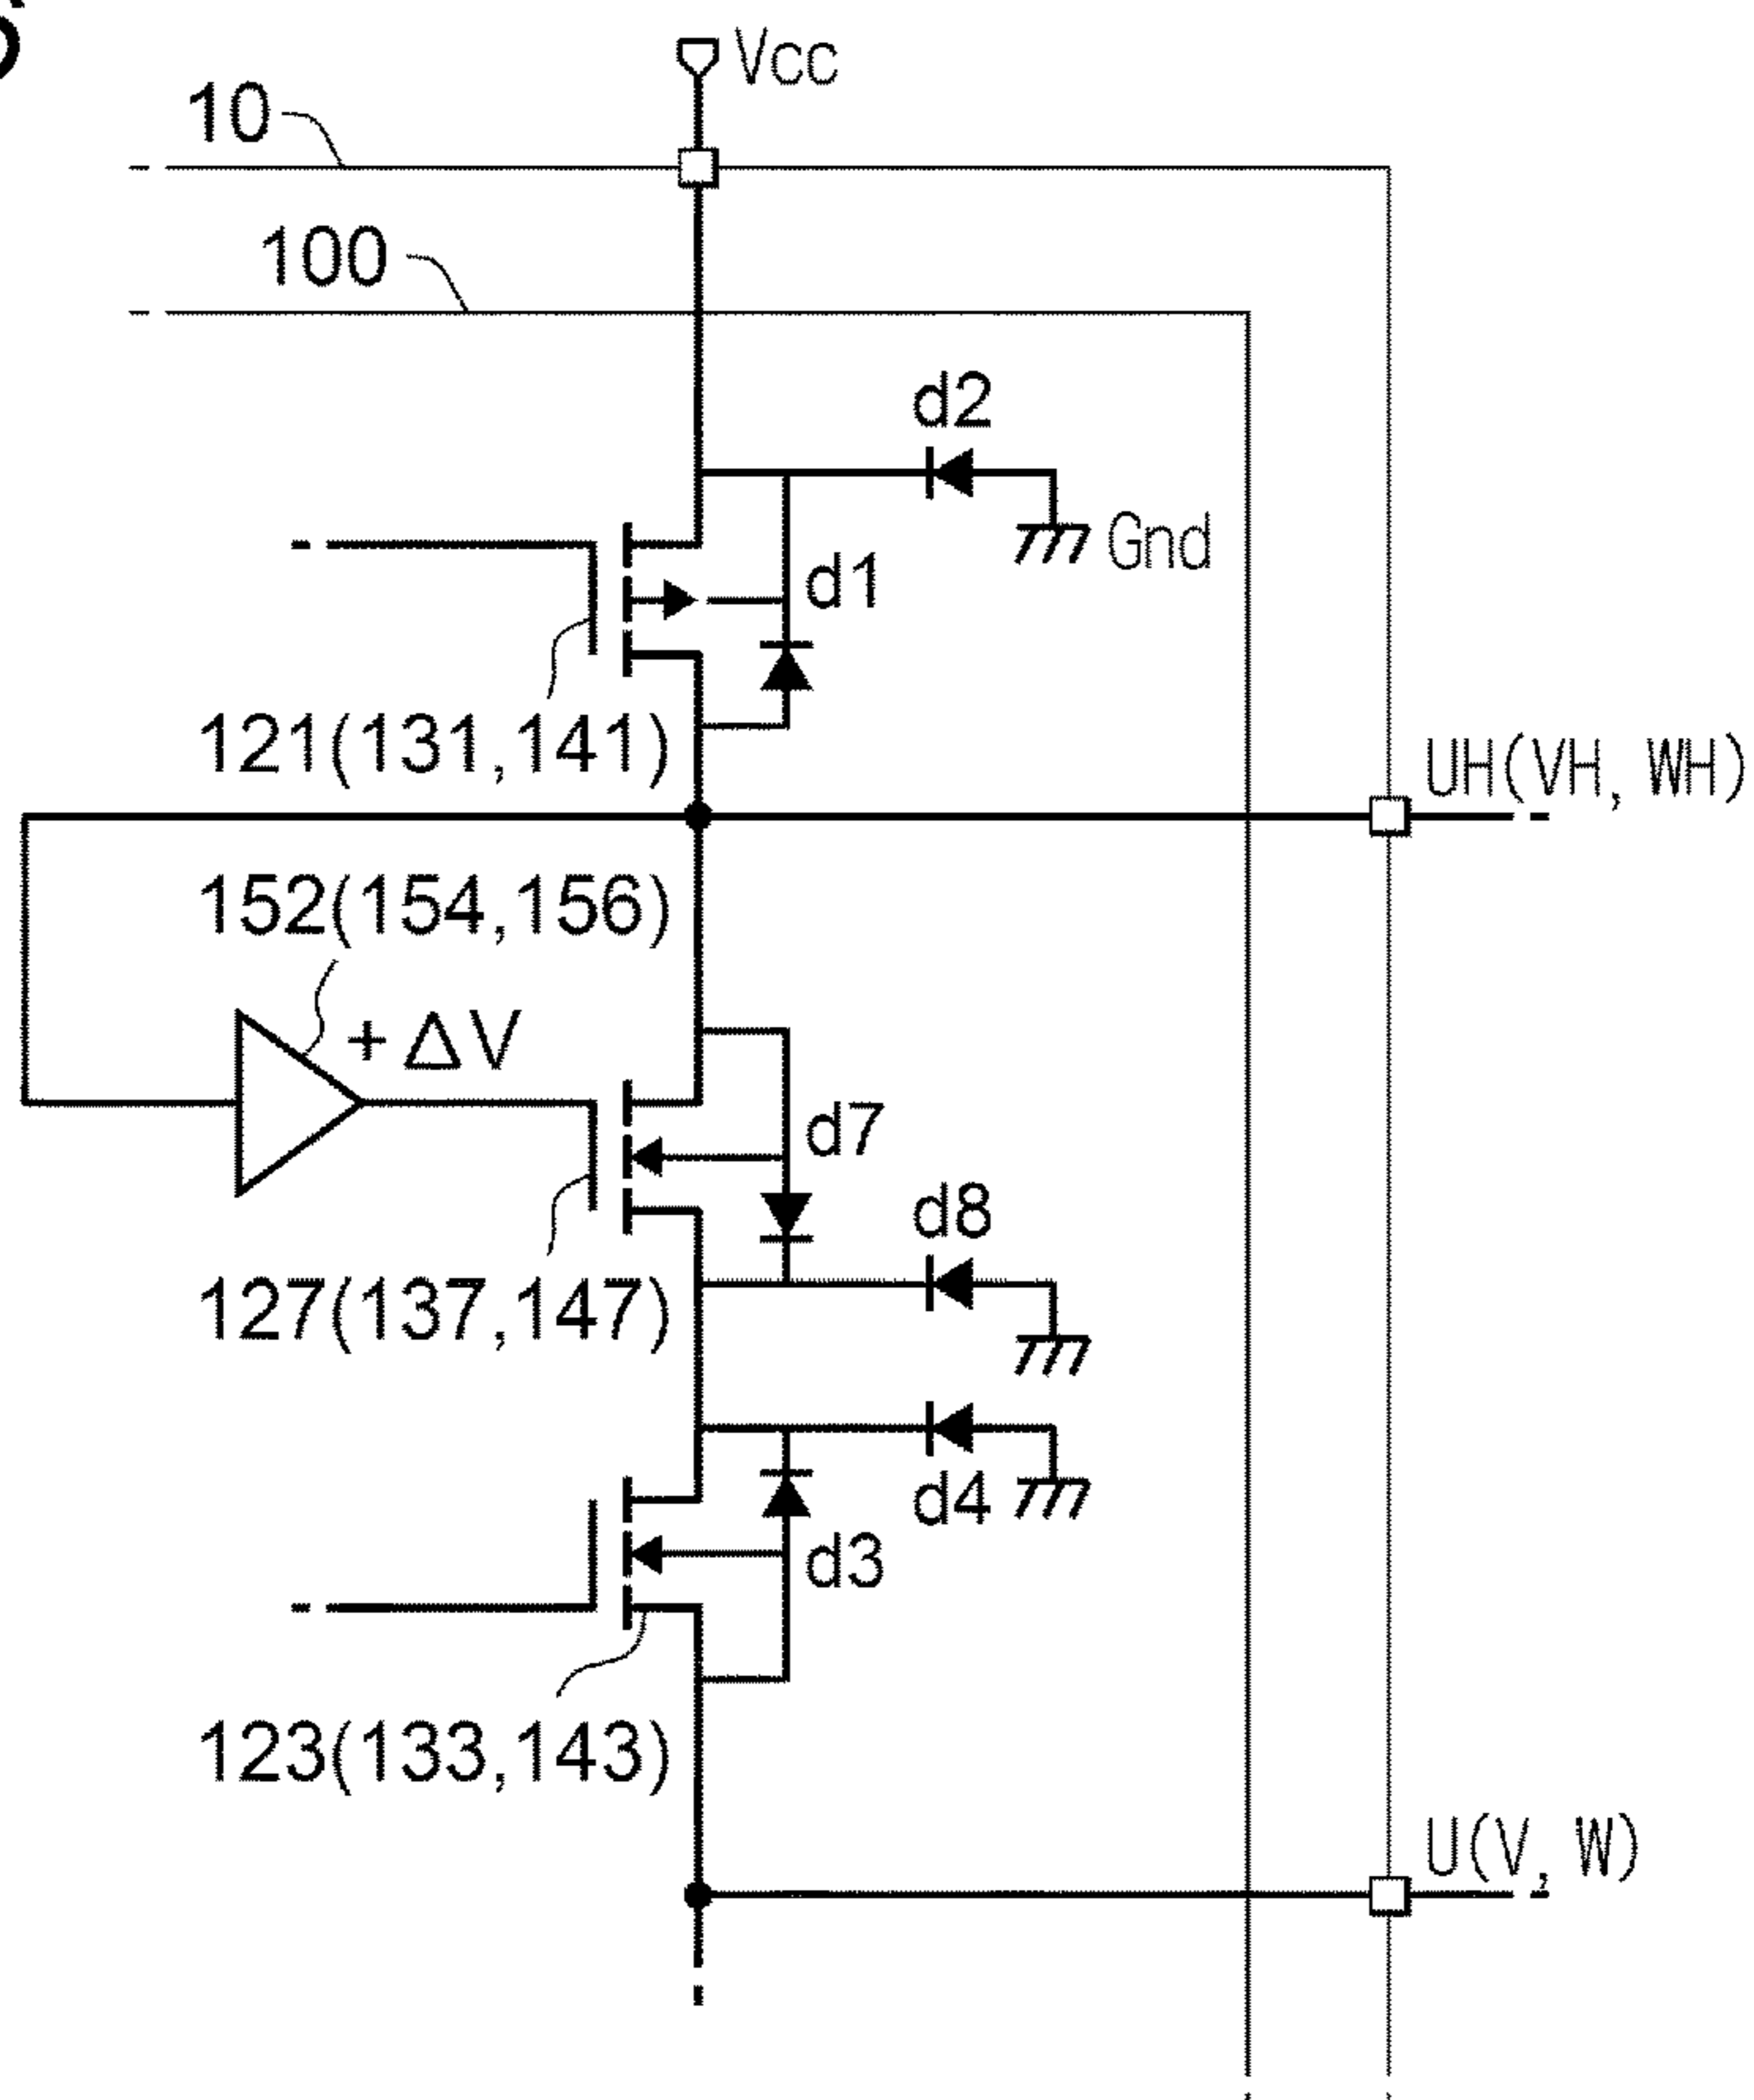 Vcc
10
100
d2
Gnd
d1
121(131,141)
UH(VH, WH)
152(154,156)
+ΔV
d7
d8
127(137,147)
d4
d3
123(133,143)
U(V, W)